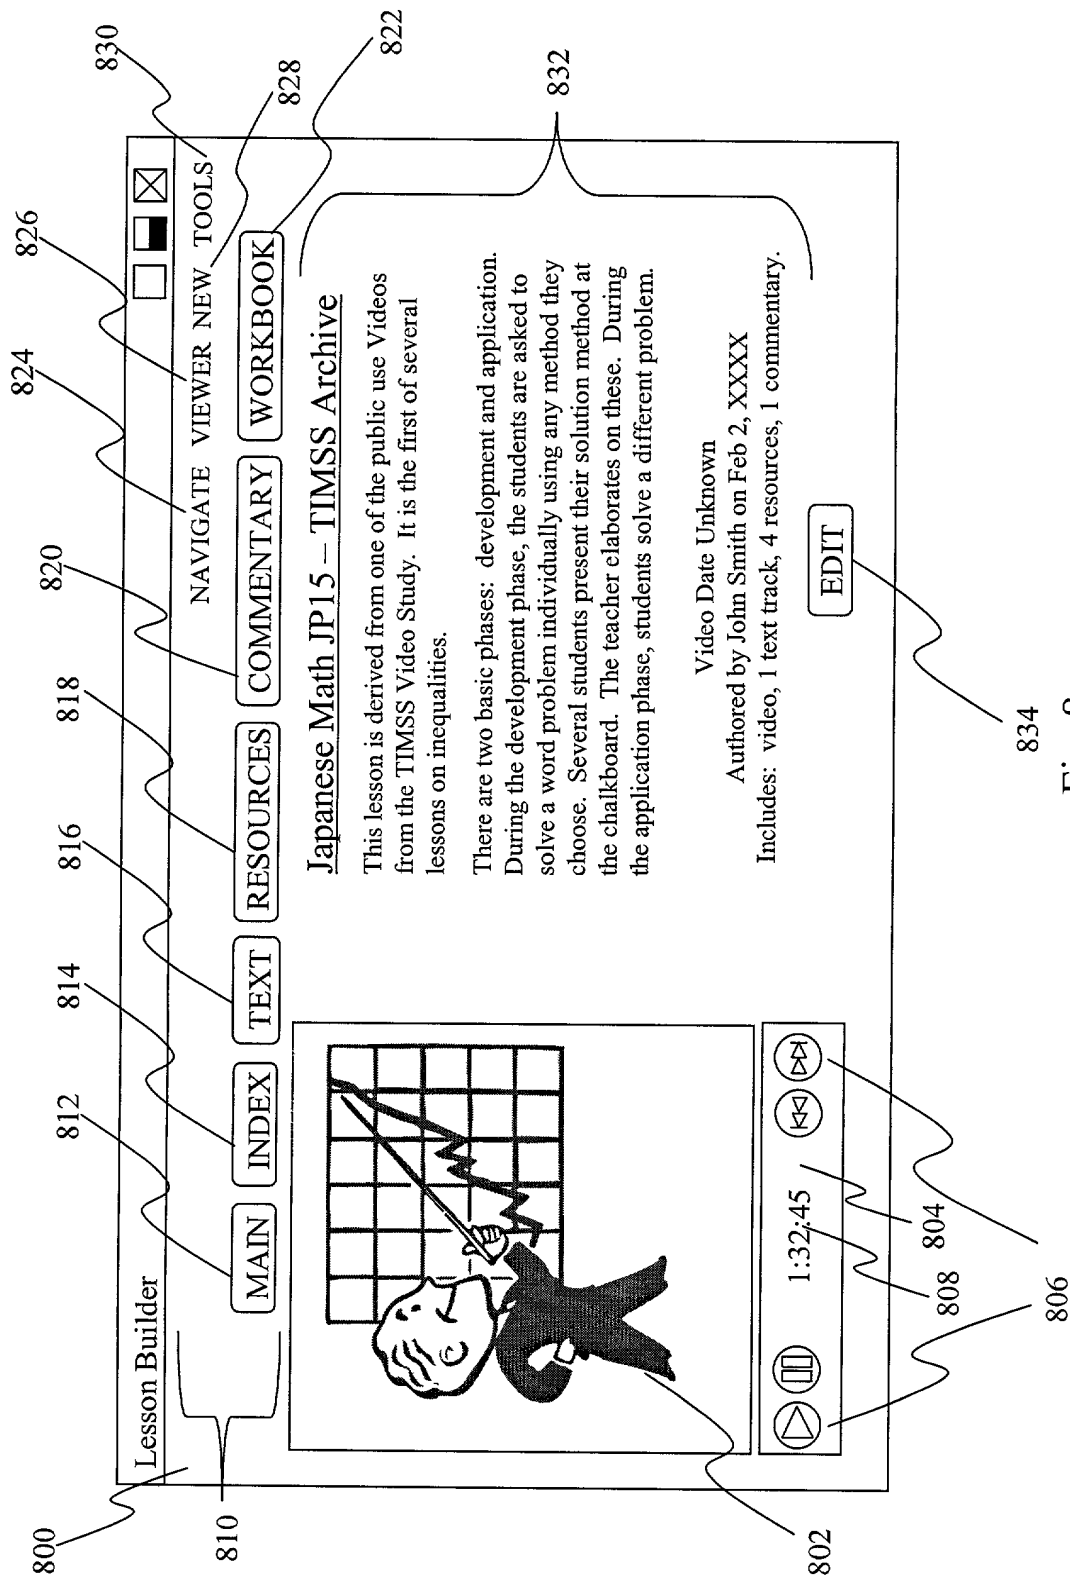 Lesson Builder
NAVIGATE VIEWER NEW TOOLS
MAIN INDEX TEXT RESOURCES COMMENTARY WORKBOOK
Japanese Math JP15 – TIMSS Archive
This lesson is derived from one of the public use Videos
from the TIMSS Video Study. It is the first of several
lessons on inequalities.
There are two basic phases: development and application.
During the development phase, the students are asked to
solve a word problem individually using any method they
choose. Several students present their solution method at
the chalkboard. The teacher elaborates on these. During
the application phase, students solve a different problem.
Video Date Unknown
Authored by John Smith on Feb 2, XXXX
Includes: video, 1 text track, 4 resources, 1 commentary.
EDIT
1:32:45
800
810
812
814
816
818
820
824
826
830
828
822
832
802
808
804
806
834